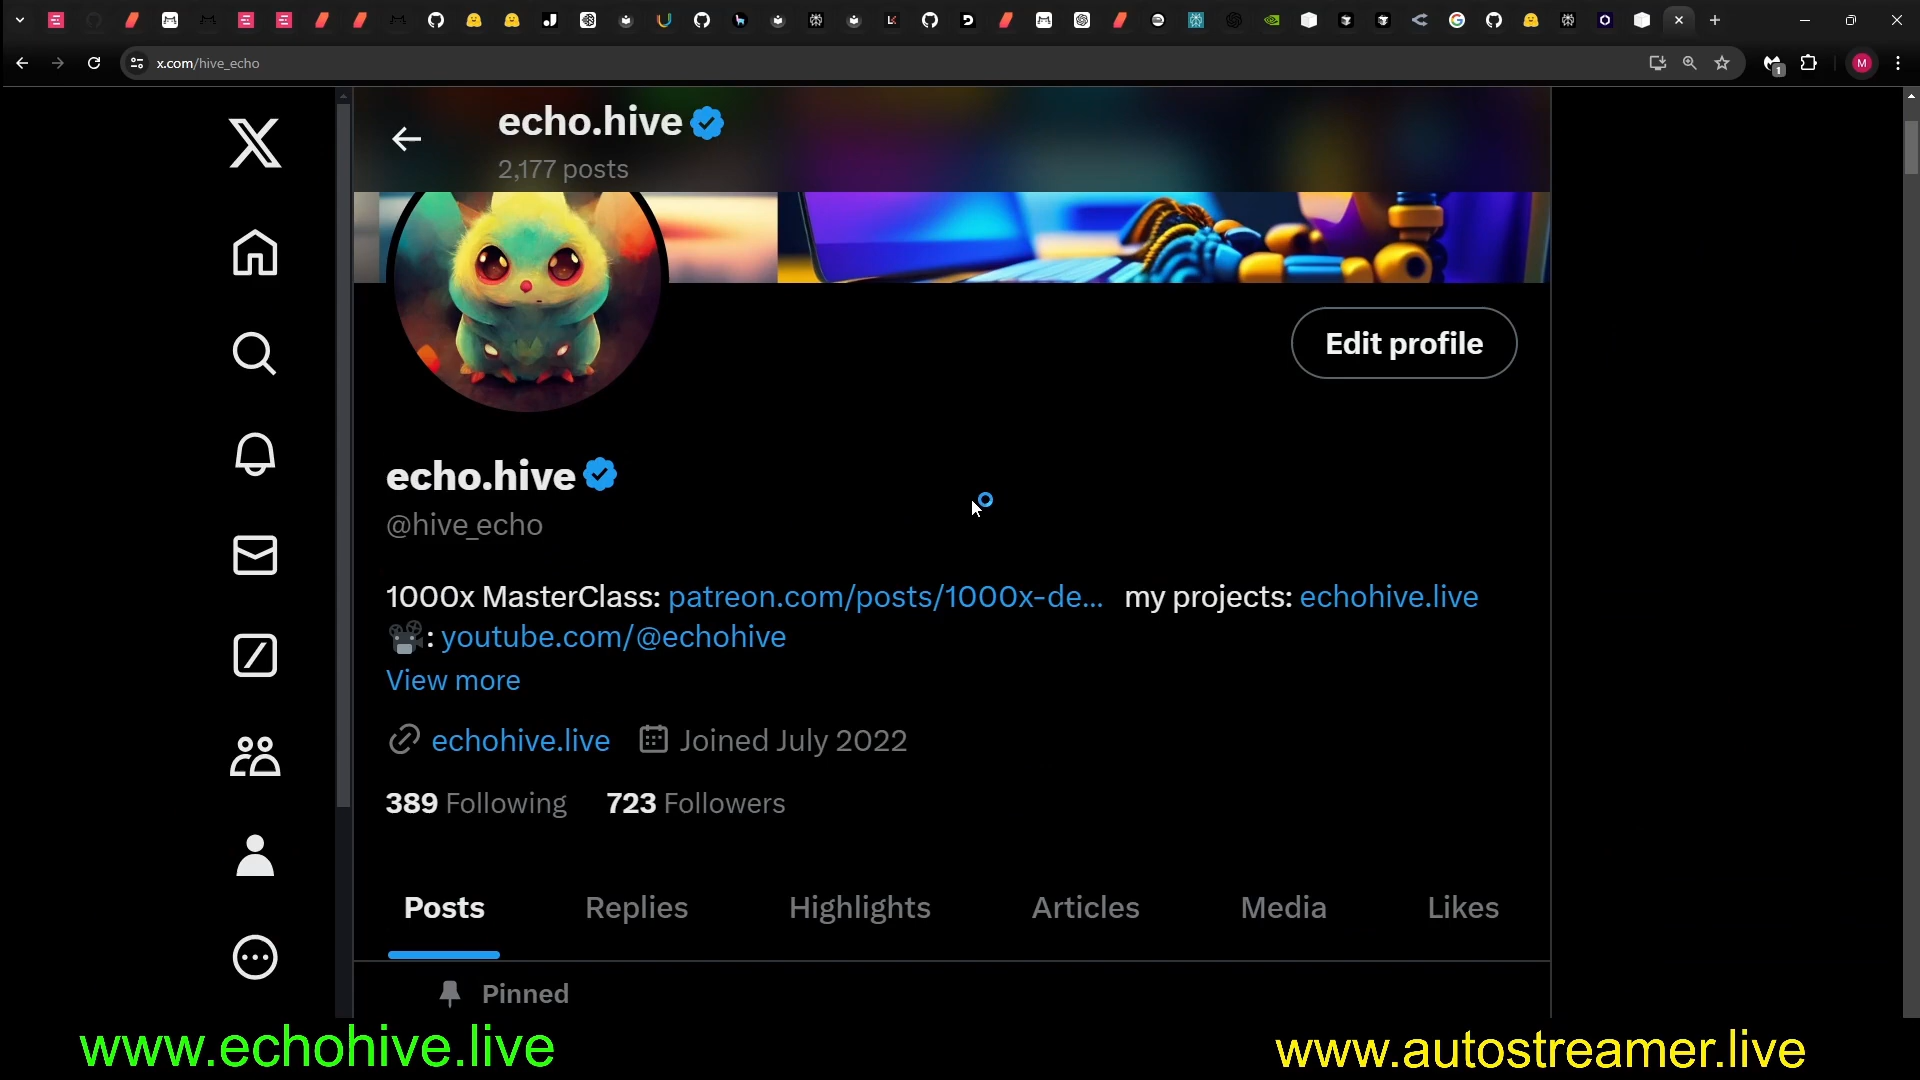 x.com/hive_echo
1
M
echo.hive
2,177 posts
Edit profile
echo.hive
@hive_echo
1000x MasterClass: patreon.com/posts/1000x-de... my projects: echohive.live
: youtube.com/@echohive
View more
echohive.live Joined July 2022
389 Following 723 Followers
Posts Replies Highlights Articles Media Likes
Pinned
www.echohive.live
www.autostreamer.live